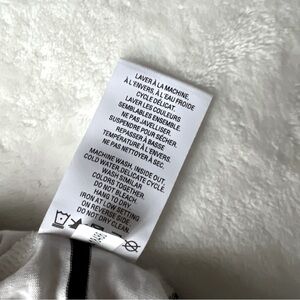 LAVER À LA MACHINE,
À L'ENVERS, À L'EAU FROIDE
CYCLE DÉLICAT.
LAVER LES COULEURS
SEMBLABLES ENSEMBLE.
NE PAS JAVELLISER.
SUSPENDRE POUR SÉCHER.
REPASSER À BASSE
TEMPÉRATURE À L'ENVERS.
NE PAS NETTOYER À SEC.
MACHINE WASH, INSIDE OUT,
COLD WATER, DELICATE CYCLE.
WASH SIMILAR
COLORS TOGETHER.
DO NOT BLEACH.
HANG TO DRY.
IRON AT LOW SETTING
ON REVERSE SIDE.
DO NOT DRY CLEAN.